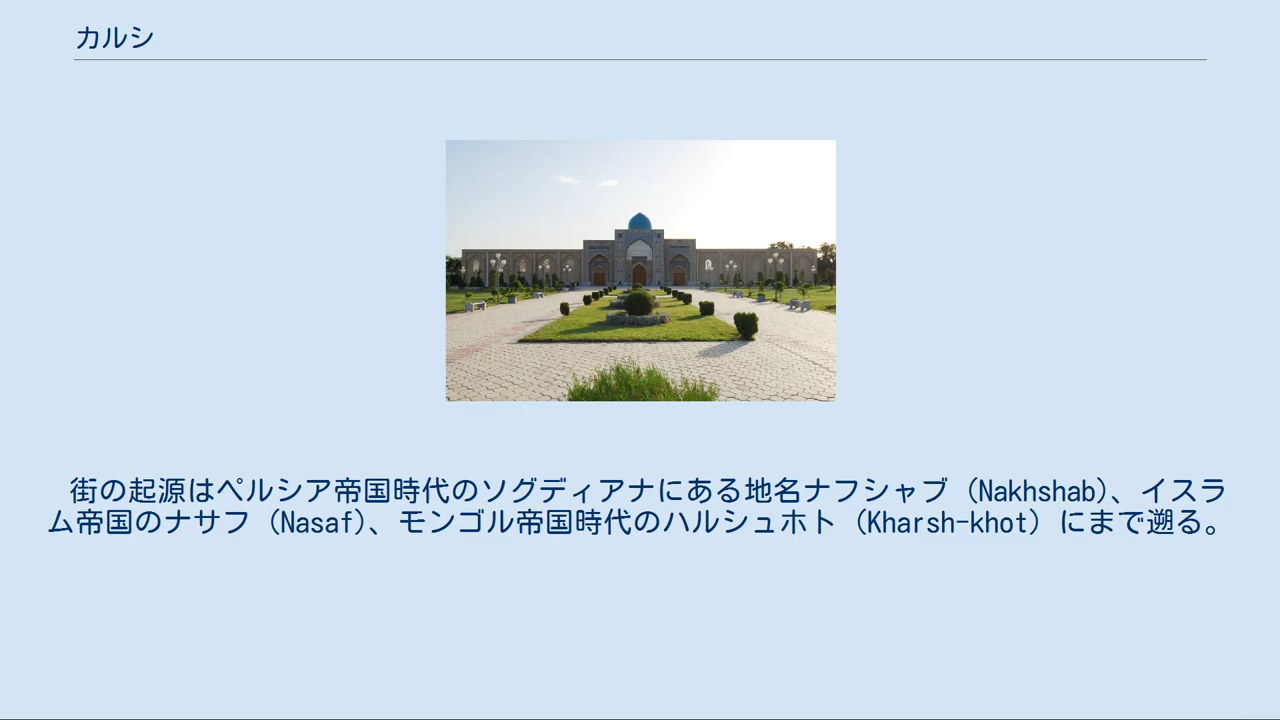 カルシ
街の起源はペルシア帝国時代のソグディアナにある地名ナフシャブ（Nakhshab)、イスラ
ム帝国のナサフ（Nasaf)、モンゴル帝国時代のハルシュホト（Kharsh-khot）にまで遡る。